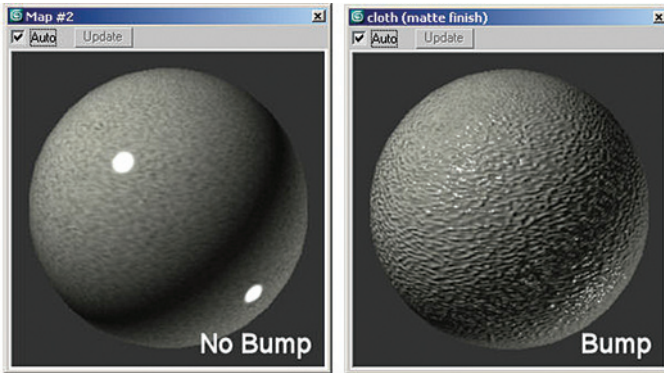 Map #2
Auto
Update
No Bump
cloth (matte finish)
Auto
Update
Bump